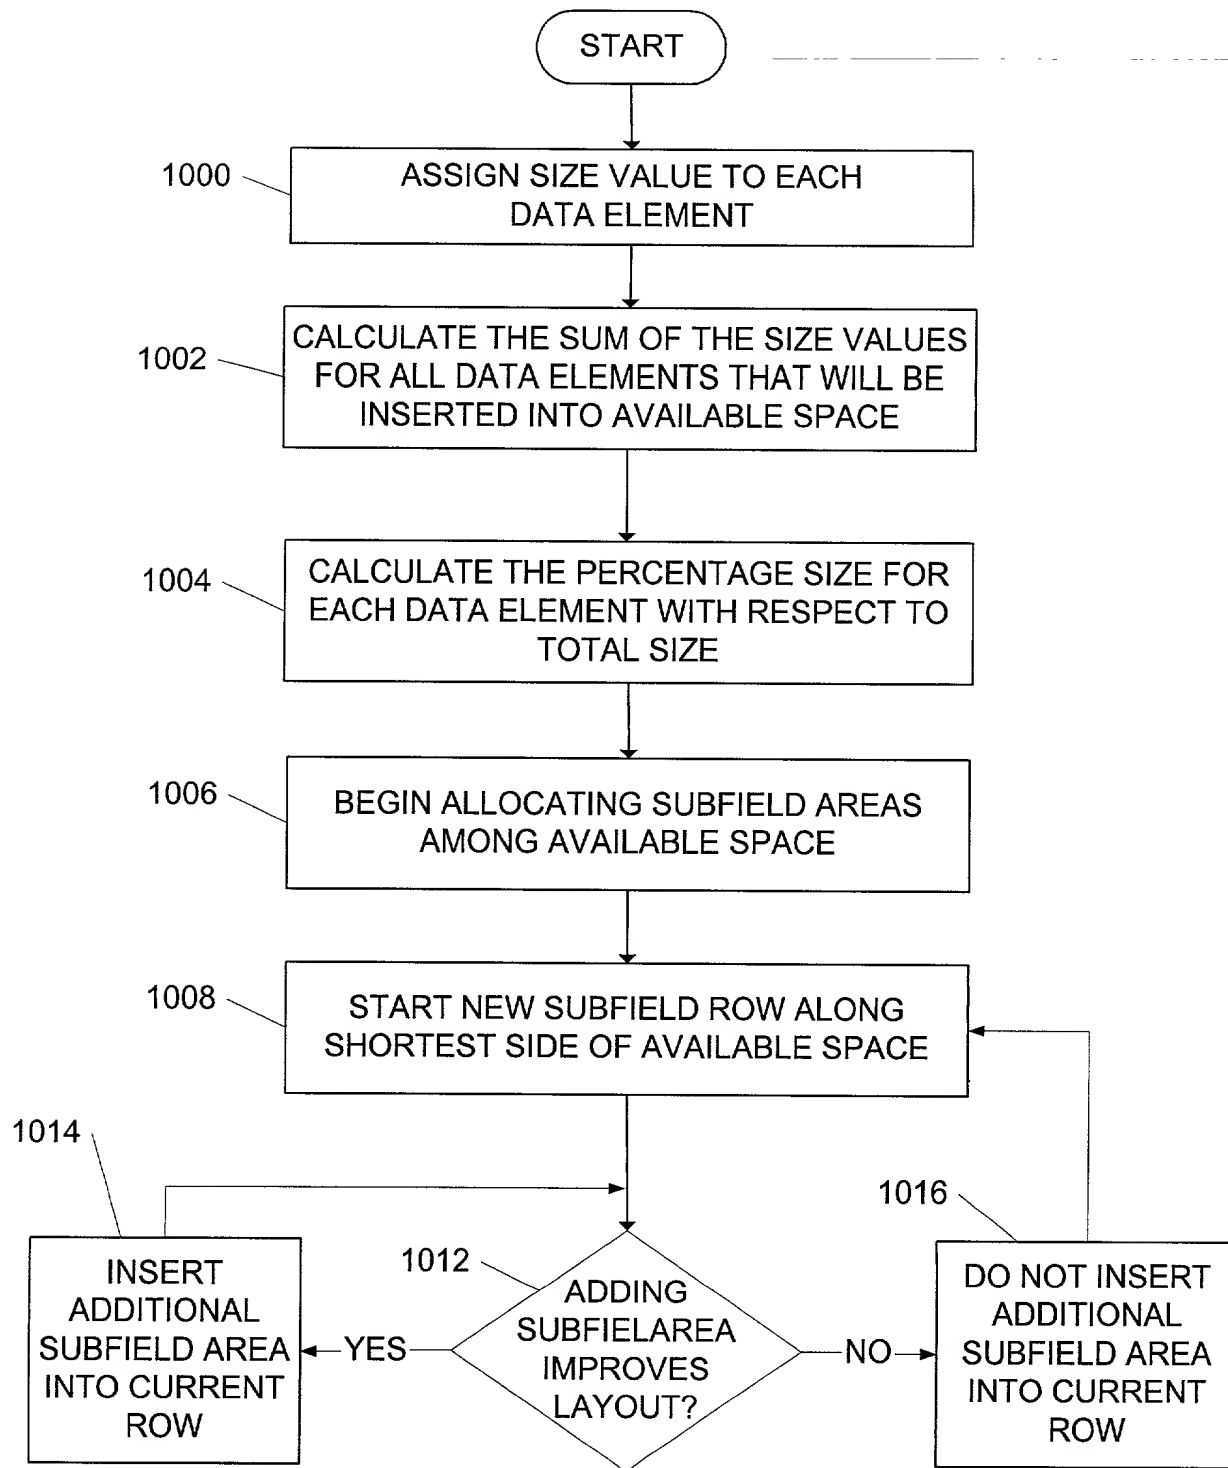 START
1000
ASSIGN SIZE VALUE TO EACH
DATA ELEMENT
1002
CALCULATE THE SUM OF THE SIZE VALUES
FOR ALL DATA ELEMENTS THAT WILL BE
INSERTED INTO AVAILABLE SPACE
1004
CALCULATE THE PERCENTAGE SIZE FOR
EACH DATA ELEMENT WITH RESPECT TO
TOTAL SIZE
1006
BEGIN ALLOCATING SUBFIELD AREAS
AMONG AVAILABLE SPACE
1008
START NEW SUBFIELD ROW ALONG
SHORTEST SIDE OF AVAILABLE SPACE
1014
INSERT
ADDITIONAL
SUBFIELD AREA
INTO CURRENT
ROW
YES
1012
ADDING
SUBFIELAREA
IMPROVES
LAYOUT?
NO
1016
DO NOT INSERT
ADDITIONAL
SUBFIELD AREA
INTO CURRENT
ROW